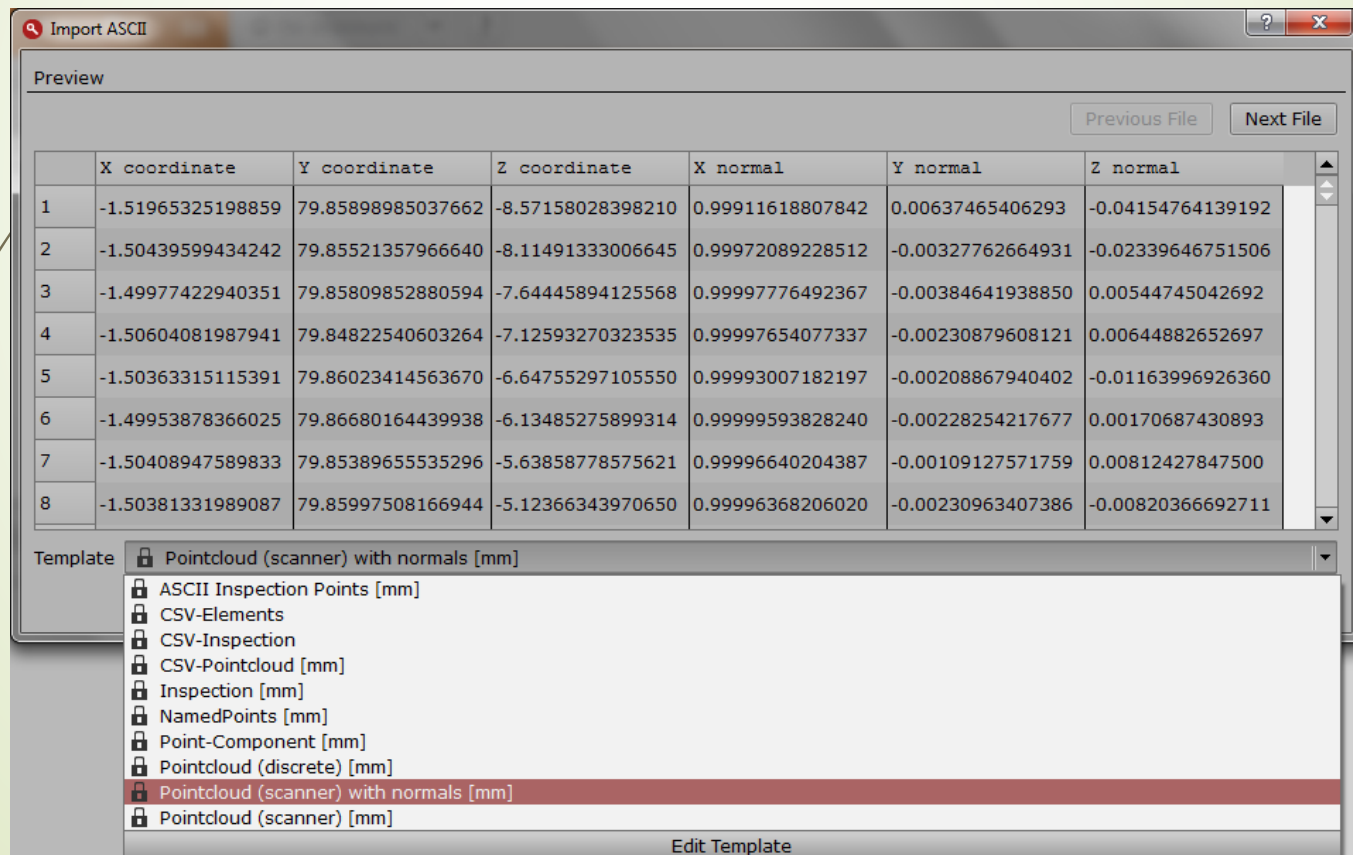 Import ASCII
Preview
Previous File Next File
X coordinate Y coordinate Z coordinate X normal Y normal Z normal
1 -1.51965325198859 79.85898985037662 -8.57158028398210 0.99911618807842 0.00637465406293 -0.04154764139192
2 -1.50439599434242 79.85521357966640 -8.11491333006645 0.99972089228512 -0.00327762664931 -0.02339646751506
3 -1.49977422940351 79.85809852880594 -7.64445894125568 0.99997776492367 -0.00384641938850 0.00544745042692
4 -1.50604081987941 79.84822540603264 -7.12593270323535 0.99997654077337 -0.00230879608121 0.00644882652697
5 -1.50363315115391 79.86023414563670 -6.64755297105550 0.99993007182197 -0.00208867940402 -0.01163996926360
6 -1.49953878366025 79.86680164439938 -6.13485275899314 0.99999593828240 -0.00228254217677 0.00170687430893
7 -1.50408947589833 79.85389655535296 -5.63858778575621 0.99996640204387 -0.00109127571759 0.00812427847500
8 -1.50381331989087 79.85997508166944 -5.12366343970650 0.99996368206020 -0.00230963407386 -0.00820366692711
Template Pointcloud (scanner) with normals [mm]
ASCII Inspection Points [mm]
CSV-Elements
CSV-Inspection
CSV-Pointcloud [mm]
Inspection [mm]
NamedPoints [mm]
Point-Component [mm]
Pointcloud (discrete) [mm]
Pointcloud (scanner) with normals [mm]
Pointcloud (scanner) [mm]
Edit Template